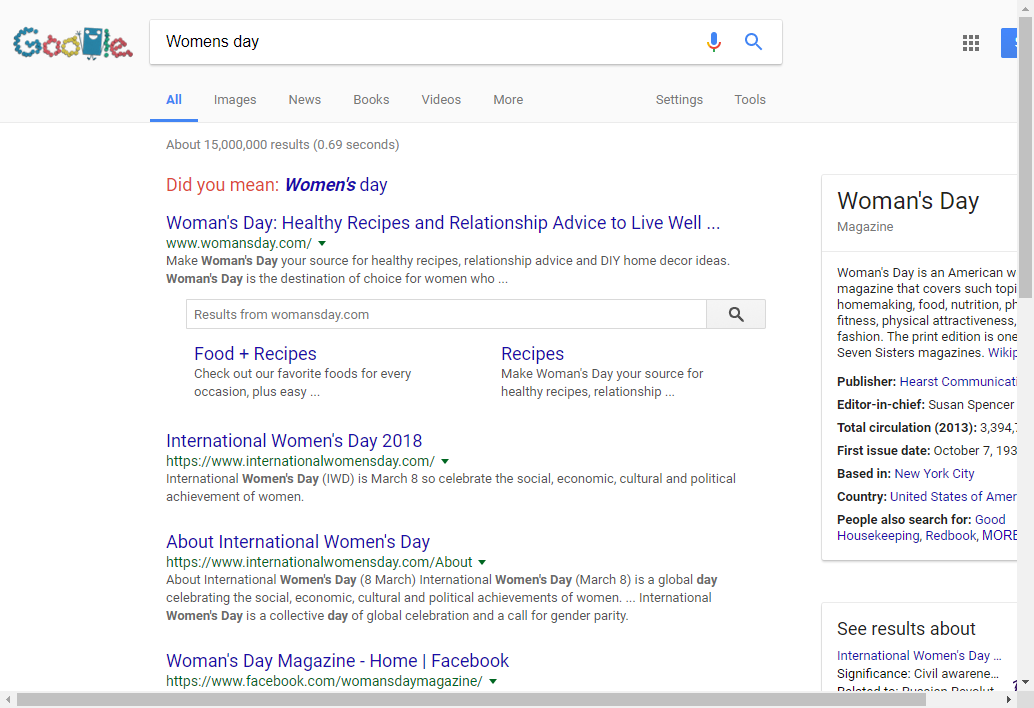 Google
Womens day
All Images News Books Videos More Settings Tools
About 15,000,000 results (0.69 seconds)
Did you mean: Women's day
Woman's Day: Healthy Recipes and Relationship Advice to Live Well ...
www.womansday.com/
Make Woman's Day your source for healthy recipes, relationship advice and DIY home decor ideas.
Woman's Day is the destination of choice for women who ...
Results from womansday.com
Food + Recipes
Check out our favorite foods for every
occasion, plus easy ...
Recipes
Make Woman's Day your source for
healthy recipes, relationship ...
International Women's Day 2018
https://www.internationalwomensday.com/
International Women's Day (IWD) is March 8 so celebrate the social, economic, cultural and political
achievement of women.
About International Women's Day
https://www.internationalwomensday.com/About
About International Women's Day (8 March) International Women's Day (March 8) is a global day
celebrating the social, economic, cultural and political achievements of women. ... International
Women's Day is a collective day of global celebration and a call for gender parity.
Woman's Day Magazine - Home | Facebook
https://www.facebook.com/womansdaymagazine/
Woman's Day
Magazine
Woman's Day is an American w
magazine that covers such topi
homemaking, food, nutrition, ph
fitness, physical attractiveness,
fashion. The print edition is one
Seven Sisters magazines. Wikip
Publisher: Hearst Communicati
Editor-in-chief: Susan Spencer
Total circulation (2013): 3,394,7
First issue date: October 7, 193
Based in: New York City
Country: United States of Amer
People also search for: Good
Housekeeping, Redbook, MORE
See results about
International Women's Day ...
Significance: Civil awarene...
Related to: Russian Revolut